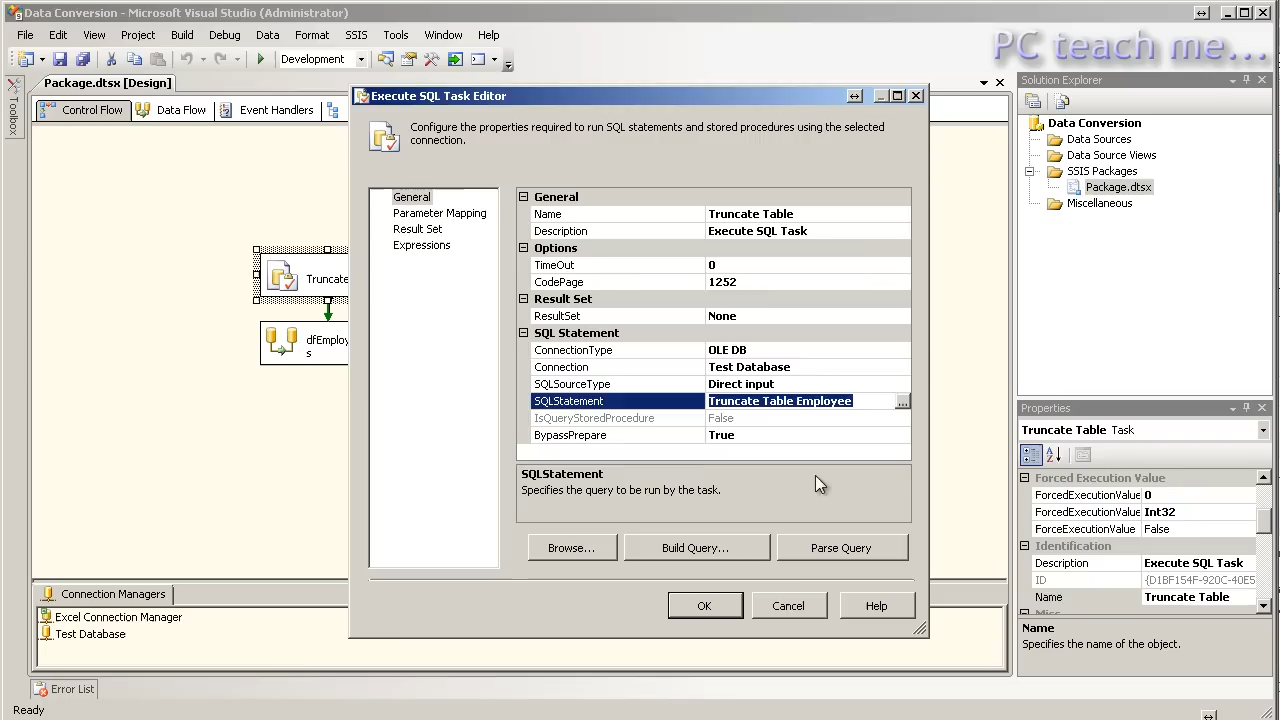 Data Conversion - Microsoft Visual Studio (Administrator)
File Edit View Project Build Debug Data Format SSIS Tools Window Help
Development
PC teach me...
Package.dtsx [Design]
Control Flow Data Flow Event Handlers
Toolbox
Truncate
dfEmploy
s
Execute SQL Task Editor
Configure the properties required to run SQL statements and stored procedures using the selected
connection.
General
Parameter Mapping
Result Set
Expressions
General
Name Truncate Table
Description Execute SQL Task
Options
TimeOut 0
CodePage 1252
Result Set
ResultSet None
SQL Statement
ConnectionType OLE DB
Connection Test Database
SQLSourceType Direct input
SQLStatement Truncate Table Employee ...
IsQueryStoredProcedure False
BypassPrepare True
SQLStatement
Specifies the query to be run by the task.
Browse... Build Query... Parse Query
OK Cancel Help
Connection Managers
Excel Connection Manager
Test Database
Error List
Ready
Solution Explorer
Data Conversion
Data Sources
Data Source Views
SSIS Packages
Package.dtsx
Miscellaneous
Properties
Truncate Table Task
Forced Execution Value
ForcedExecutionValue 0
ForcedExecutionValue Int32
ForceExecutionValue False
Identification
Description Execute SQL Task
ID {D1BF154F-920C-40E5
Name Truncate Table
Misc
Name
Specifies the name of the object.